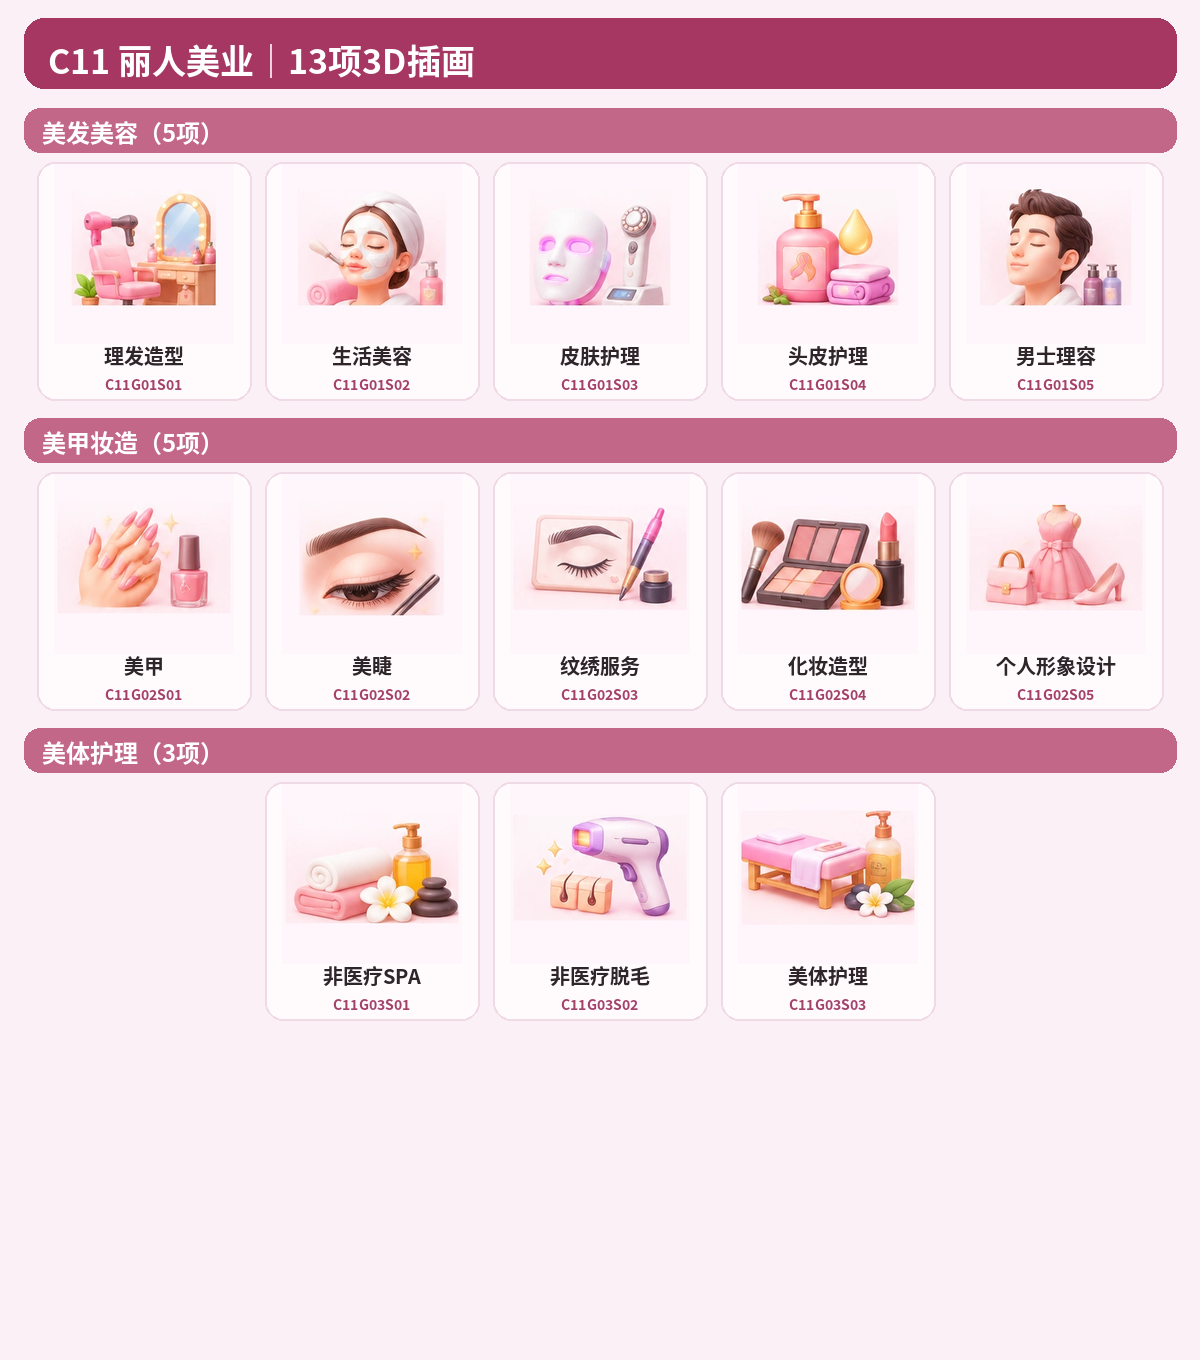 C11 丽人美业｜13项3D插画
美发美容（5项）
理发造型
C11G01S01
生活美容
C11G01S02
皮肤护理
C11G01S03
头皮护理
C11G01S04
男士理容
C11G01S05
美甲妆造（5项）
美甲
C11G02S01
美睫
C11G02S02
纹绣服务
C11G02S03
化妆造型
C11G02S04
个人形象设计
C11G02S05
美体护理（3项）
非医疗SPA
C11G03S01
非医疗脱毛
C11G03S02
美体护理
C11G03S03